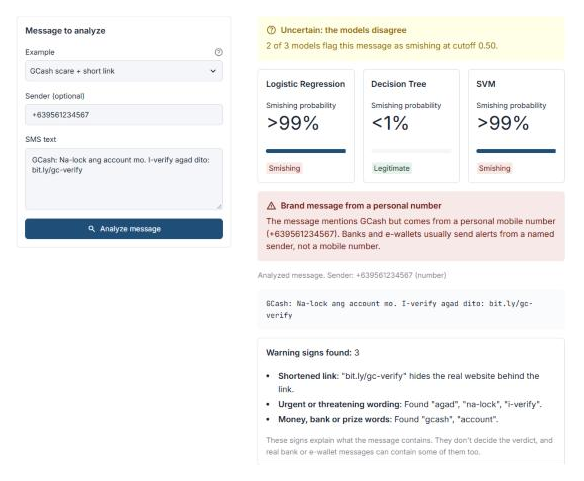 Message to analyze
Example
GCash scare + short link
Sender (optional)
+639561234567
SMS text
GCash: Na-lock ang account mo. I-verify agad dito:
bit.ly/gc-verify
Analyze message
Uncertain: the models disagree
2 of 3 models flag this message as smishing at cutoff 0.50.
Logistic Regression
Smishing probability
>99%
Smishing
Decision Tree
Smishing probability
<1%
Legitimate
SVM
Smishing probability
>99%
Smishing
Brand message from a personal number
The message mentions GCash but comes from a personal mobile number
(+639561234567). Banks and e-wallets usually send alerts from a named
sender, not a mobile number.
Analyzed message. Sender: +639561234567 (number)
GCash: Na-lock ang account mo. I-verify agad dito: bit.ly/gc-
verify
Warning signs found: 3
• Shortened link: "bit.ly/gc-verify" hides the real website behind the
link.
• Urgent or threatening wording: Found "agad", "na-lock", "i-verify".
• Money, bank or prize words: Found "gcash", "account".
These signs explain what the message contains. They don't decide the verdict, and
real bank or e-wallet messages can contain some of them too.